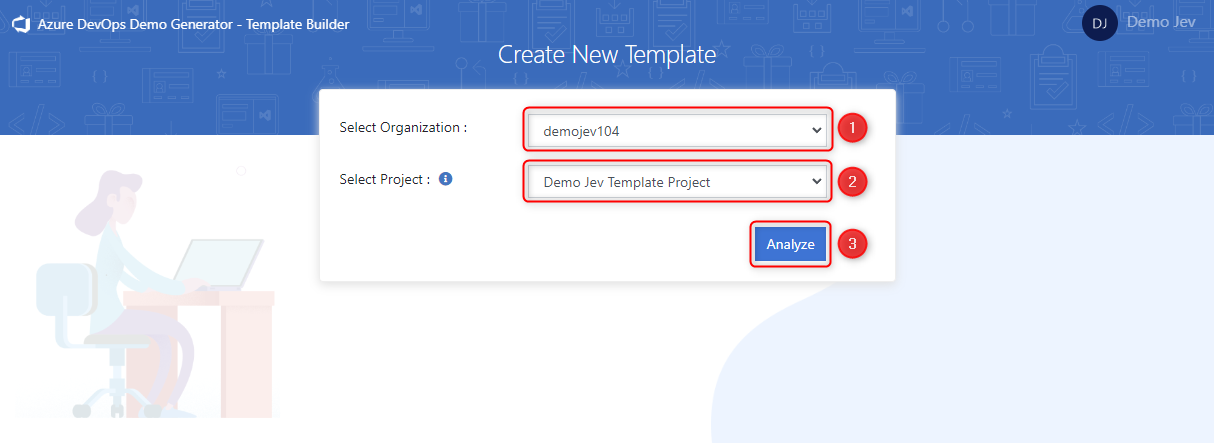 Azure DevOps Demo Generator - Template Builder
DJ Demo Jev
Create New Template
Select Organization : demojev104 1
Select Project : Demo Jev Template Project 2
Analyze 3